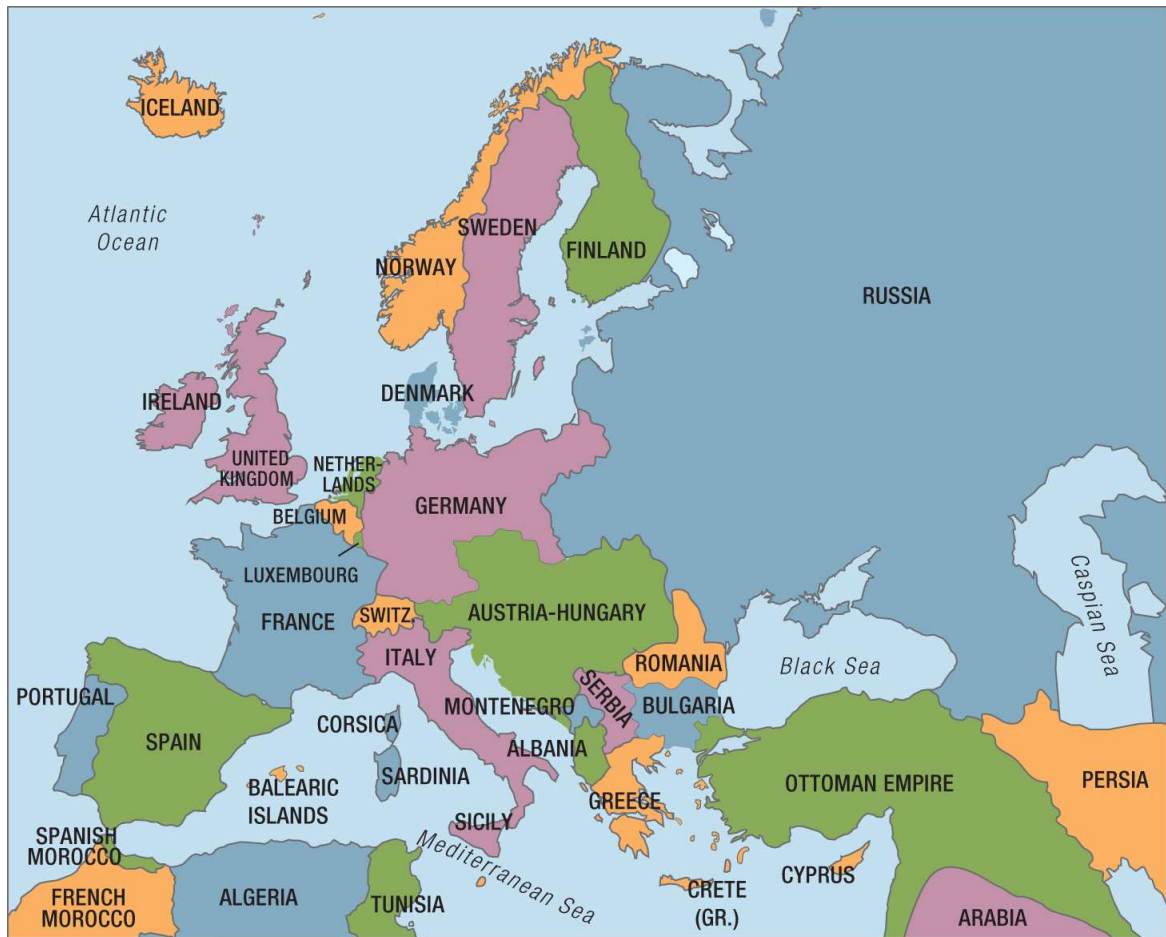 ICELAND
Atlantic
Ocean
SWEDEN
FINLAND
NORWAY
RUSSIA
DENMARK
IRELAND
UNITED
KINGDOM
NETHER-
LANDS
GERMANY
BELGIUM
LUXEMBOURG
Caspian Sea
FRANCE
SWITZ.
AUSTRIA-HUNGARY
ITALY
ROMANIA
Black Sea
SERBIA
PORTUGAL
MONTENEGRO
BULGARIA
CORSICA
SPAIN
ALBANIA
SARDINIA
OTTOMAN EMPIRE
PERSIA
BALEARIC
ISLANDS
GREECE
SICILY
SPANISH
MOROCCO
Mediterranean Sea
CYPRUS
FRENCH
MOROCCO
ALGERIA
TUNISIA
CRETE
(GR.)
ARABIA